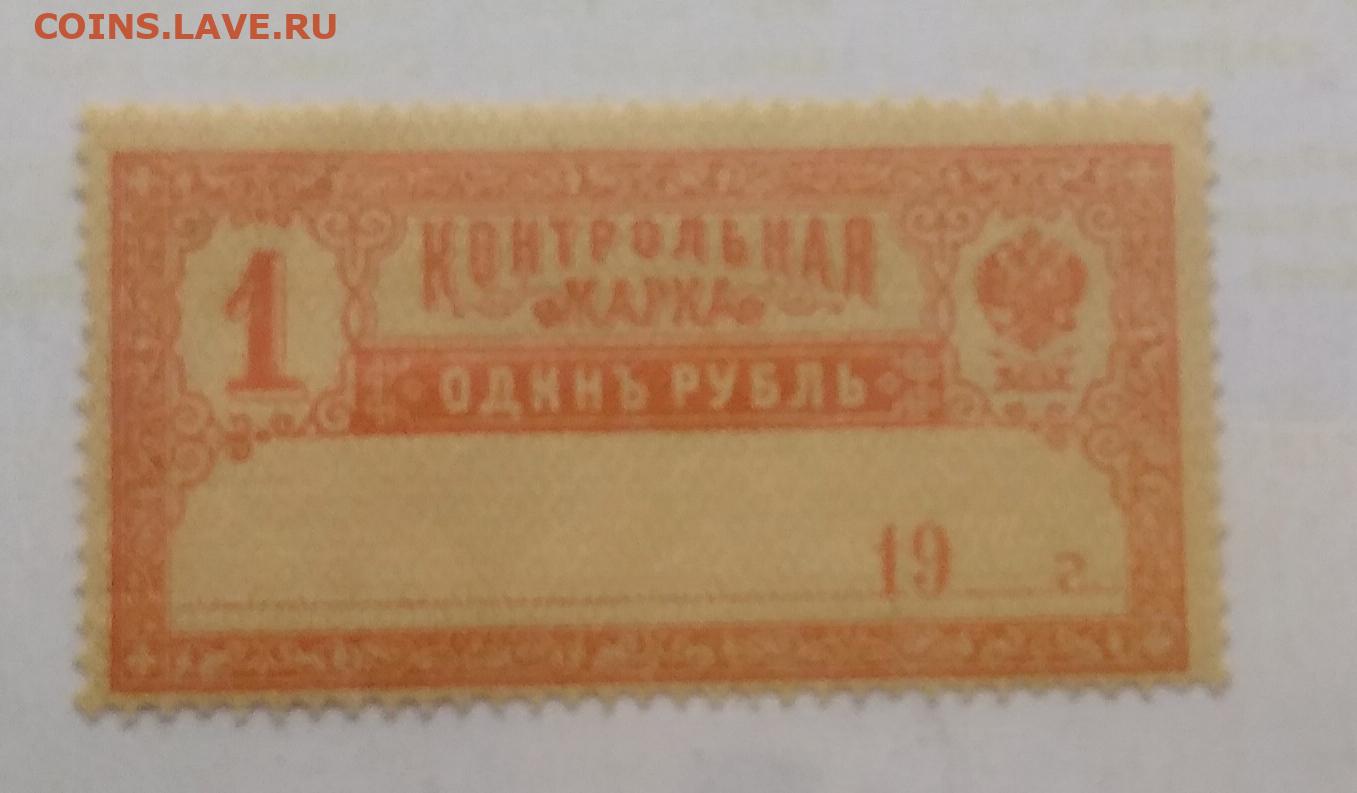 COINS.LAVE.RU
1
КОНТРОЛЬНАЯ
МАРКА
ОДИНЪ РУБЛЬ
19 г.